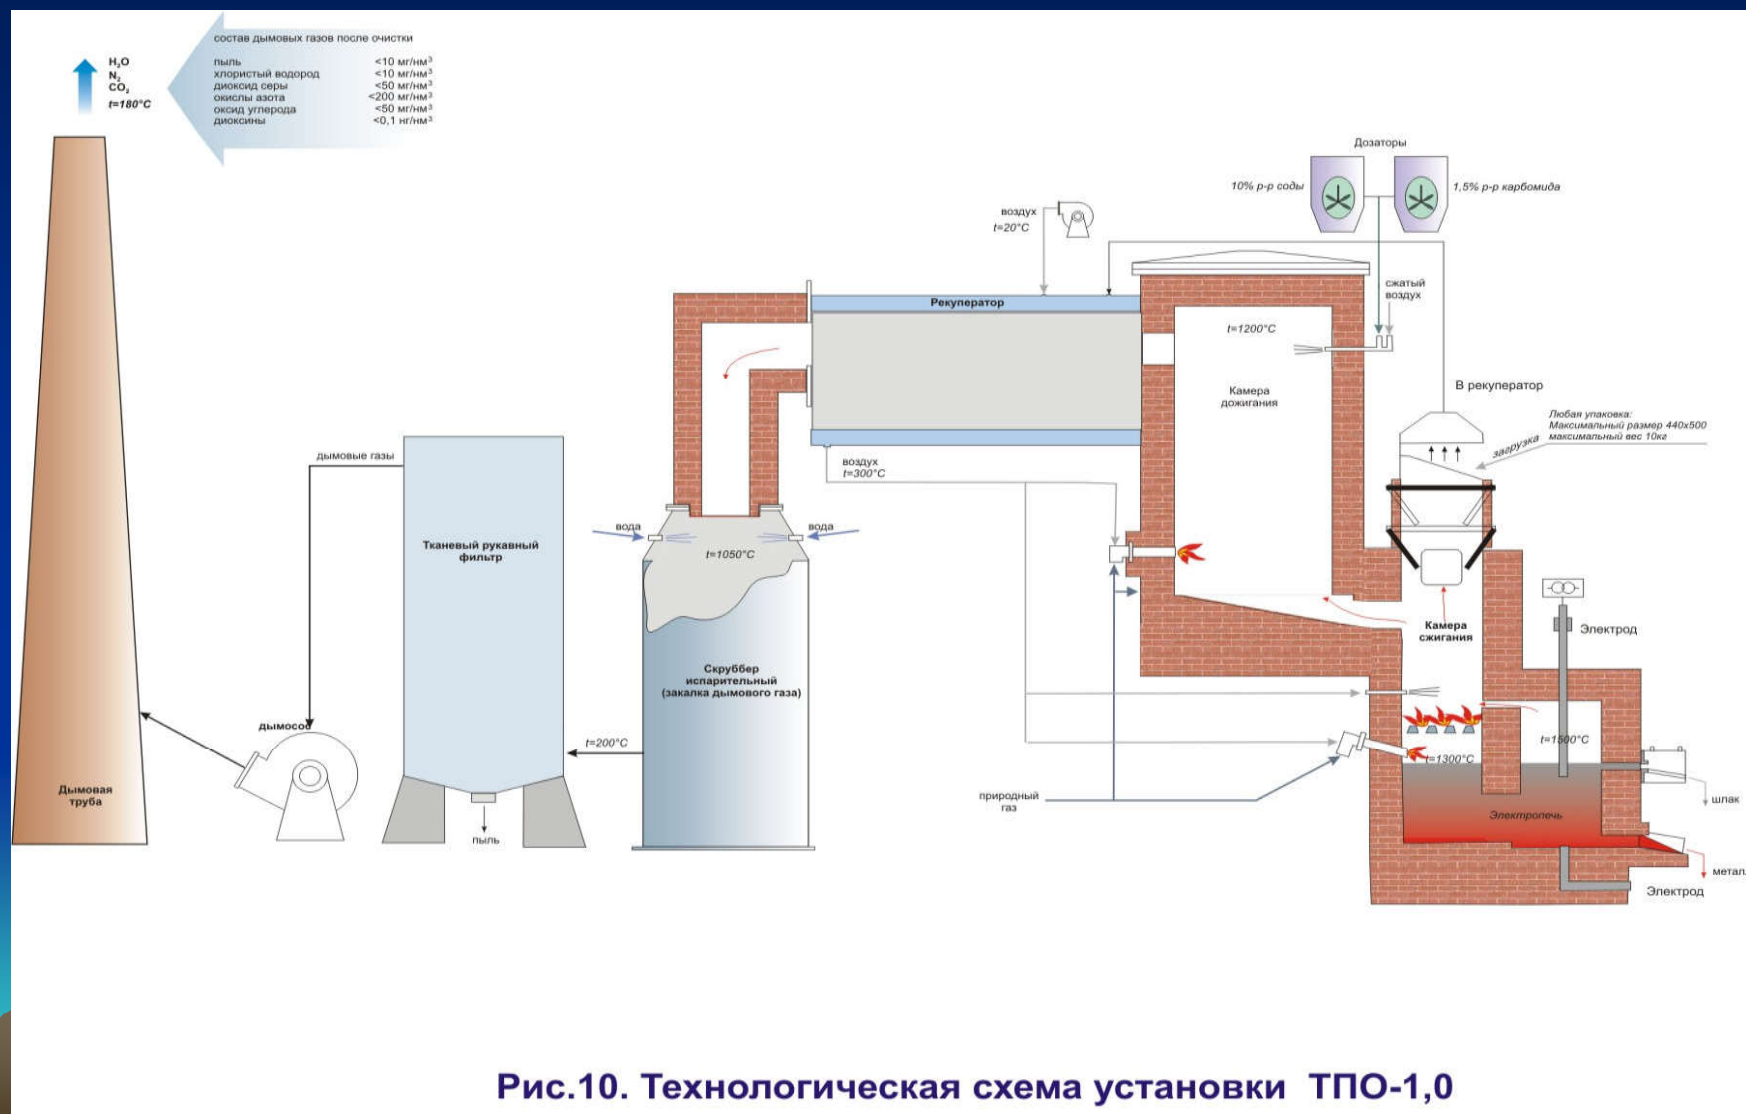 состав дымовых газов после очистки
пыль <10 мг/нм³
хлористый водород <10 мг/нм³
диоксид серы <50 мг/нм³
окислы азота <200 мг/нм³
оксид углерода <50 мг/нм³
диоксины <0,1 нг/нм³
H₂O
N₂
CO₂
t=180°C
Дозаторы
10% р-р соды
1,5% р-р карбомида
воздух
t=20°C
сжатый
воздух
Рекуператор
t=1200°C
Камера
дожигания
В рекуператор
Любая упаковка:
Максимальный размер 440x500
максимальный вес 10кг
загрузка
дымовые газы
воздух
t=300°C
вода
вода
t=1050°C
Тканевый рукавный
фильтр
Камера
сжигания
Электрод
Скруббер
испарительный
(закалка дымового газа)
дымосос
t=200°C
t=1500°C
t=1300°C
Дымовая
труба
природный
газ
шлак
Электропечь
пыль
метал
Электрод
Рис.10. Технологическая схема установки ТПО-1,0